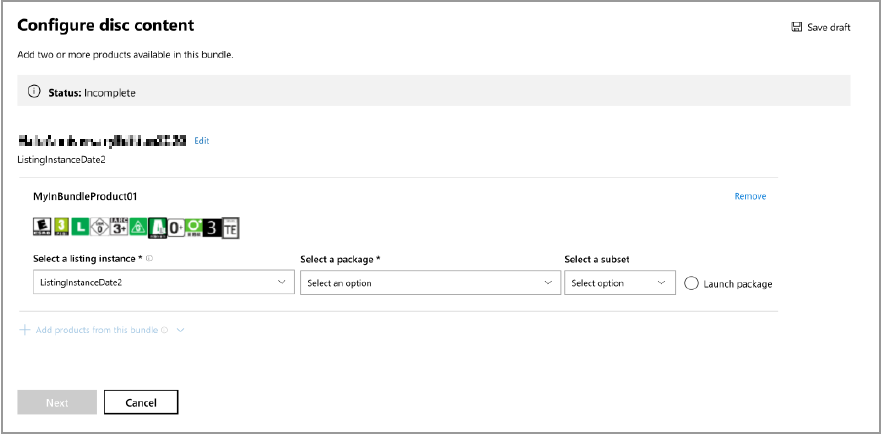 Configure disc content
Save draft
Add two or more products available in this bundle.
Status: Incomplete
Edit
ListingInstanceDate2
MyInBundleProduct01
Remove
E 3 L 0 3+ 0+ 3 TE
Select a listing instance *
Select a package *
Select a subset
ListingInstanceDate2
Select an option
Select option
Launch package
Add products from this bundle
Next
Cancel